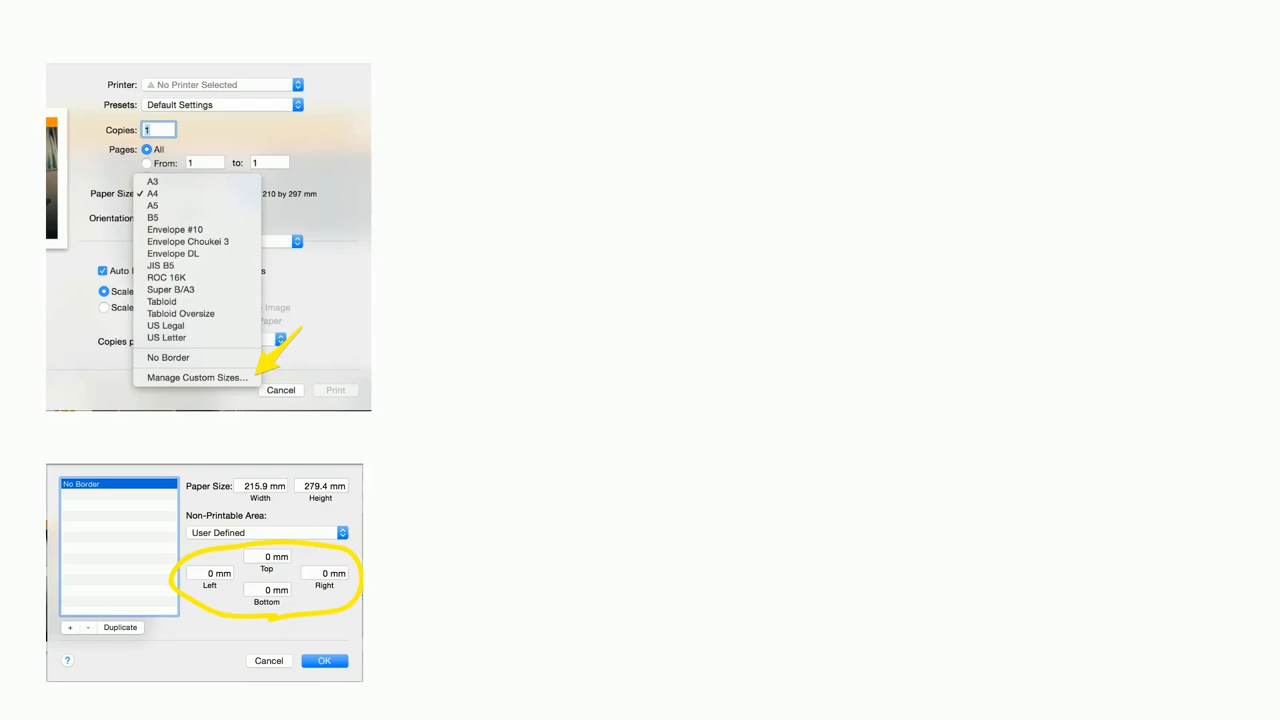 Printer: No Printer Selected
Presets: Default Settings
Copies: 1
Pages: All
From: 1 to: 1
A3
Paper Size ✓ A4 210 by 297 mm
A5
B5
Orientation
Envelope #10
Envelope Choukei 3
Envelope DL
JIS B5
Auto
ROC 16K
Super B/A3
Scale
Tabloid
Scale Image
Tabloid Oversize
Paper
US Legal
US Letter
Copies p
No Border
Manage Custom Sizes...
Cancel Print
No Border
Paper Size: 215.9 mm 279.4 mm
Width Height
Non-Printable Area:
User Defined
0 mm
Top
0 mm 0 mm
Left Right
0 mm
Bottom
+ - Duplicate
? Cancel OK